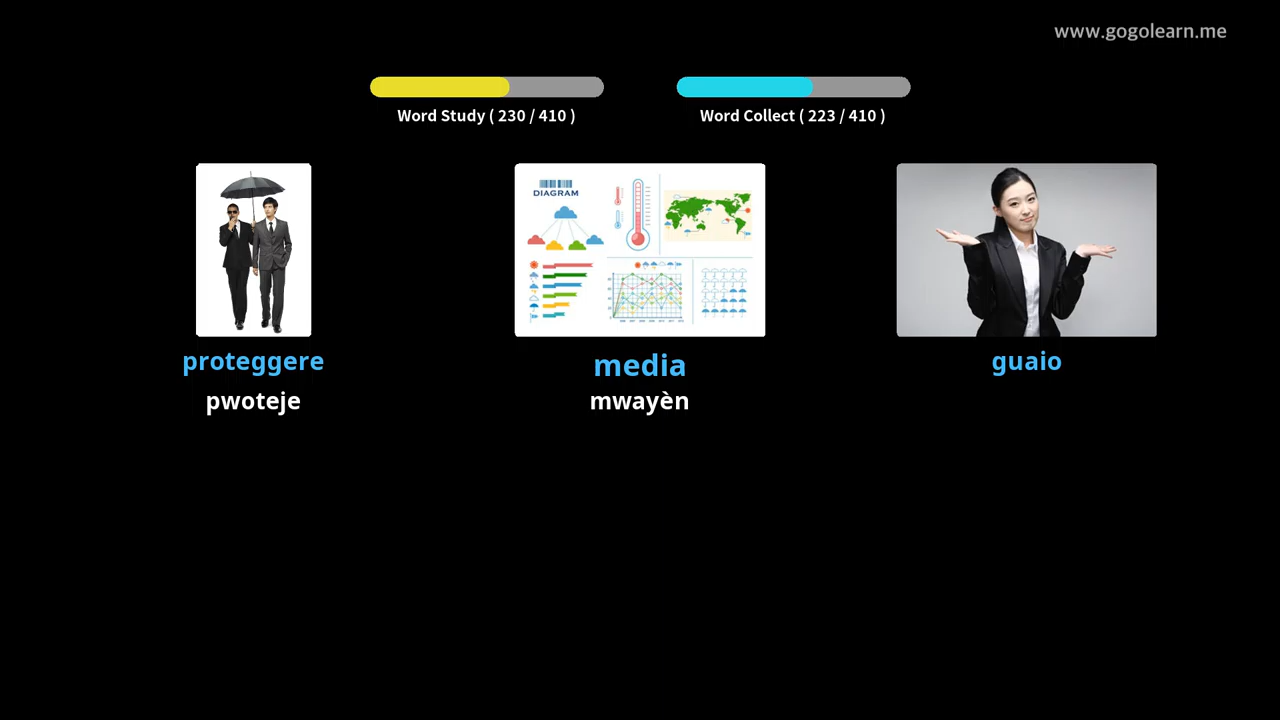 www.gogolearn.me
Word Study ( 230 / 410 )
Word Collect ( 223 / 410 )
DIAGRAM
proteggere
media
guaio
pwoteje
mwayèn